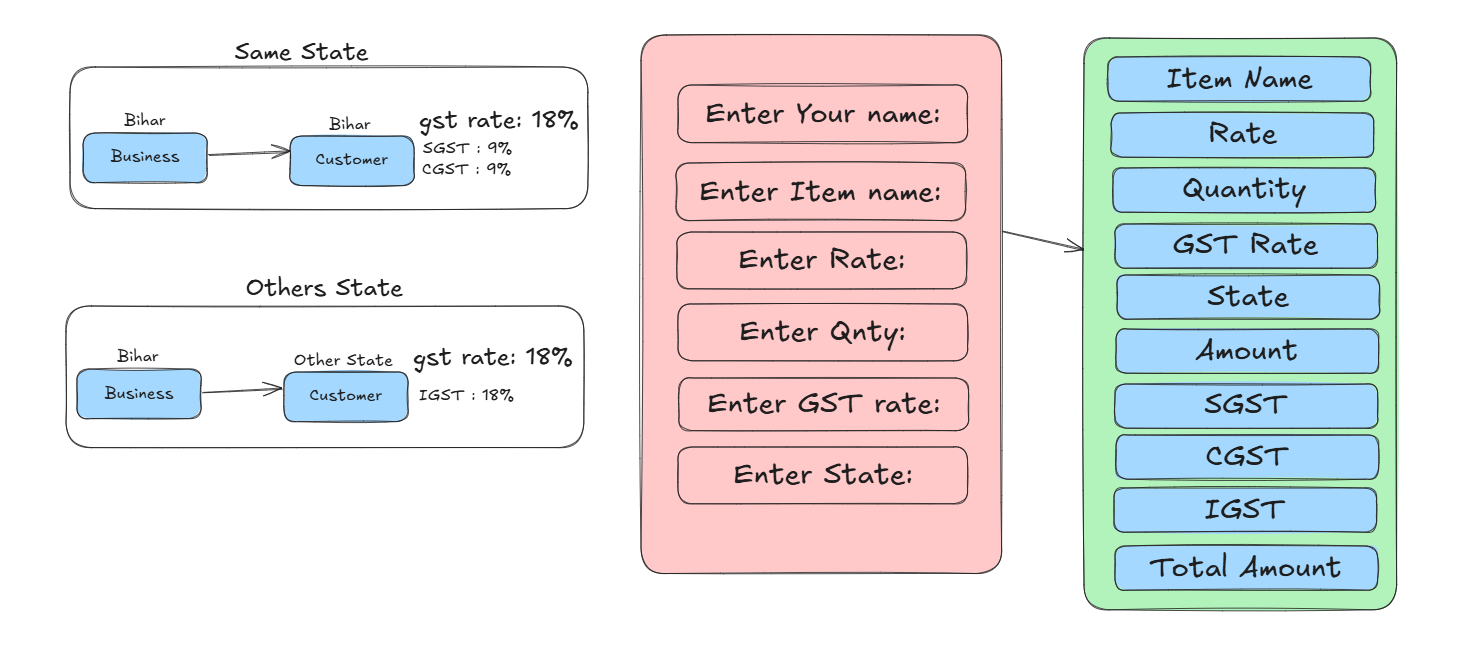 Same State
Bihar
Business
Bihar
Customer
gst rate: 18%
SGST : 9%
CGST : 9%
Others State
Bihar
Business
Other State
Customer
gst rate: 18%
IGST : 18%
Enter Your name:
Enter Item name:
Enter Rate:
Enter Qnty:
Enter GST rate:
Enter State:
Item Name
Rate
Quantity
GST Rate
State
Amount
SGST
CGST
IGST
Total Amount